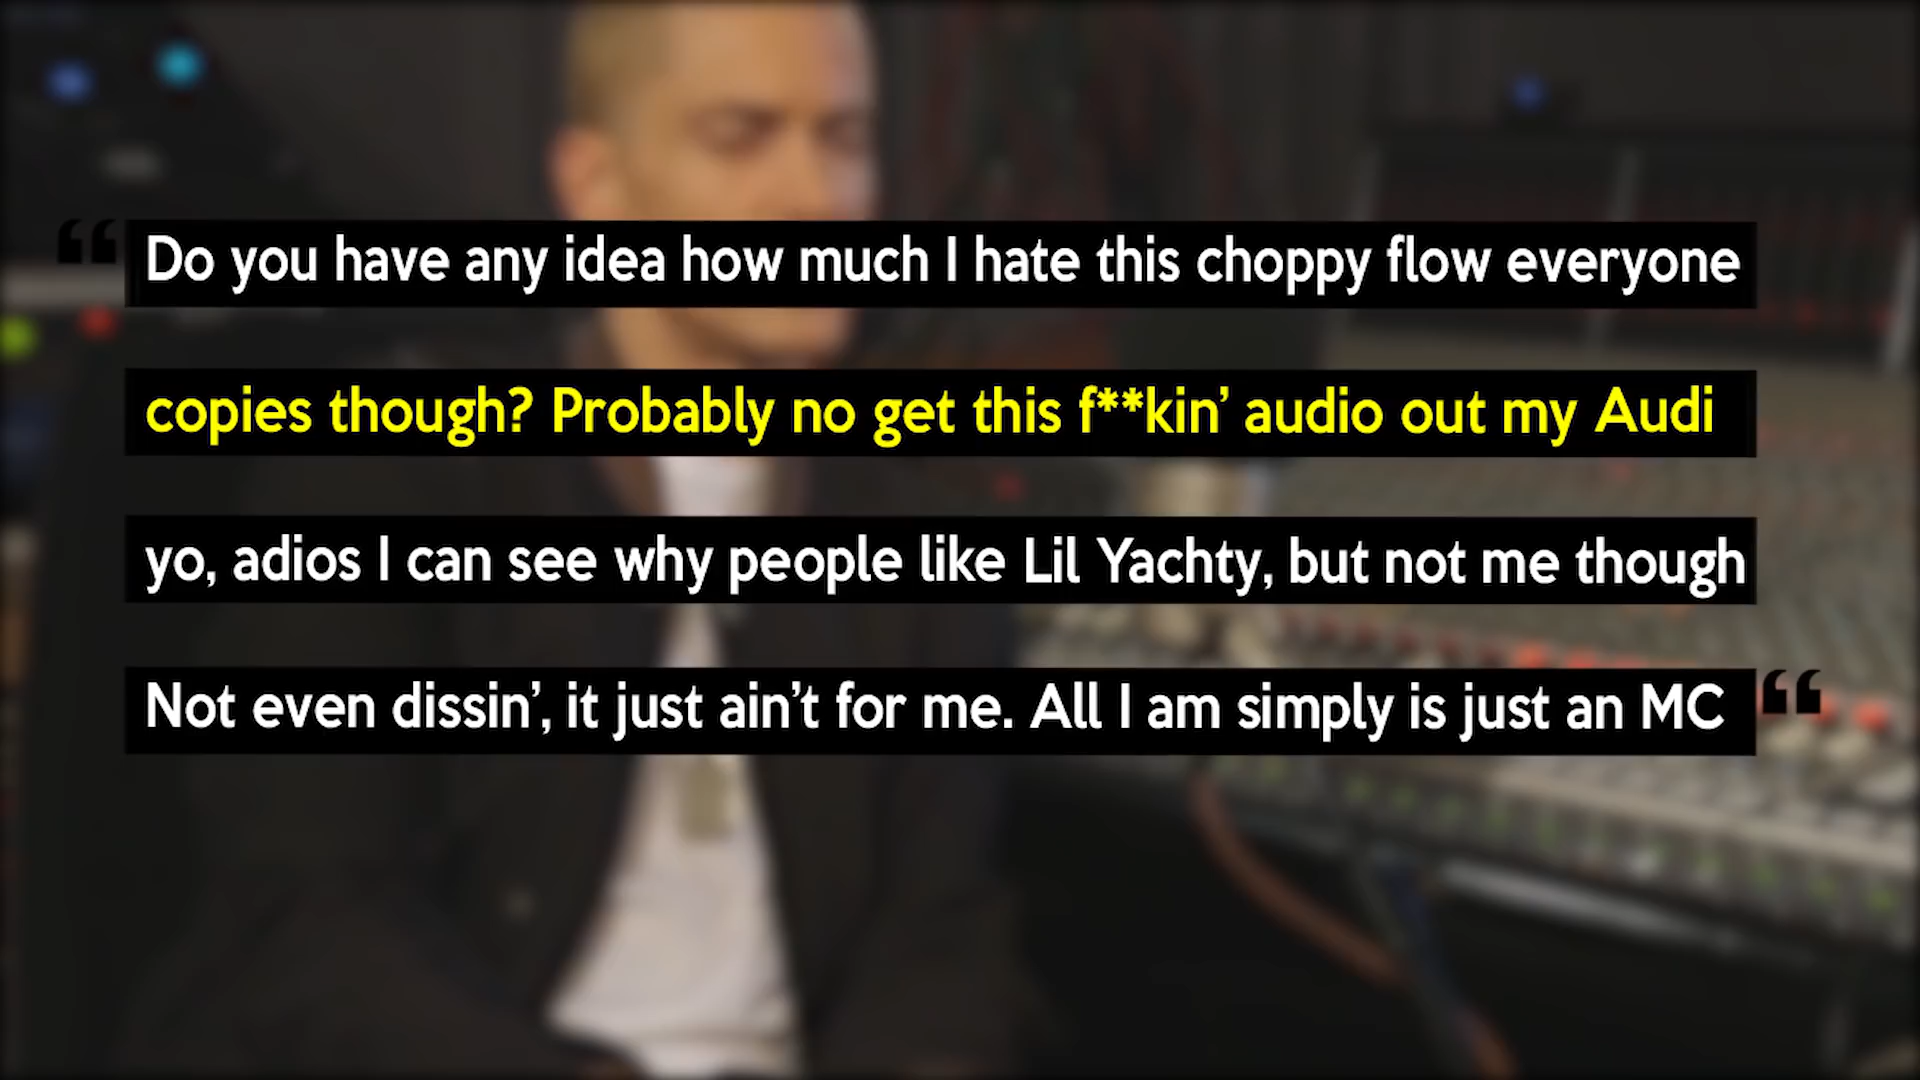 “Do you have any idea how much I hate this choppy flow everyone
copies though? Probably no get this f**kin’ audio out my Audi
yo, adios I can see why people like Lil Yachty, but not me though
Not even dissin’, it just ain’t for me. All I am simply is just an MC“